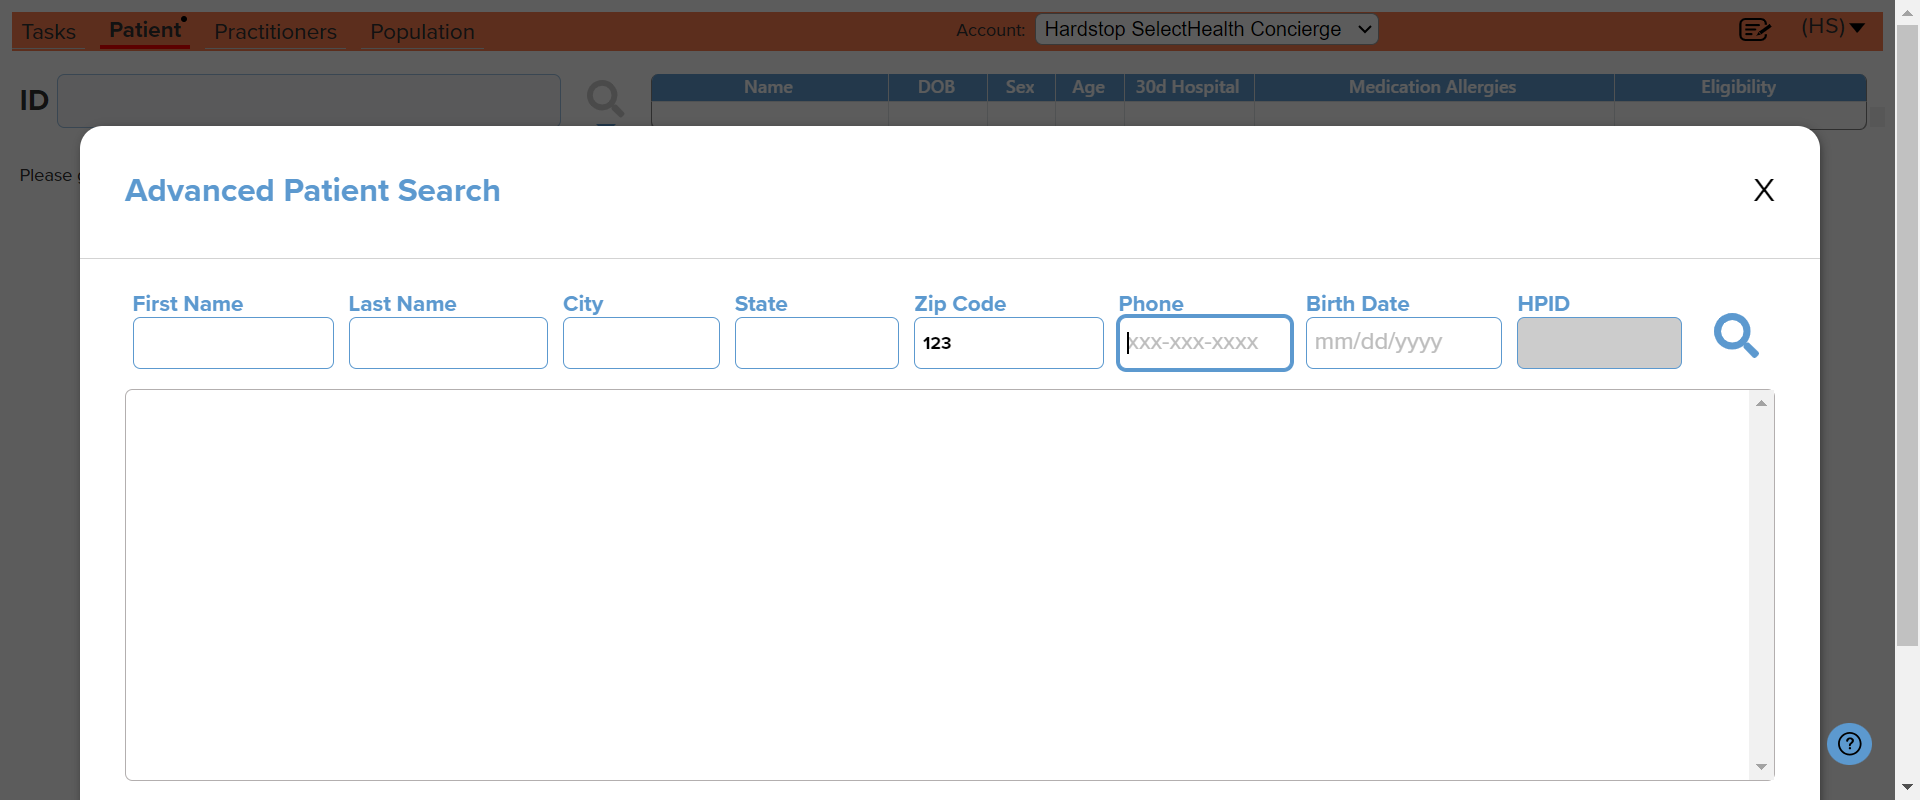 Tasks Patient Practitioners Population Account: Hardstop SelectHealth Concierge (HS)
ID
Name DOB Sex Age 30d Hospital Medication Allergies Eligibility
Please
Advanced Patient Search X
First Name Last Name City State Zip Code Phone Birth Date HPID
123 xxx-xxx-xxxx mm/dd/yyyy
?